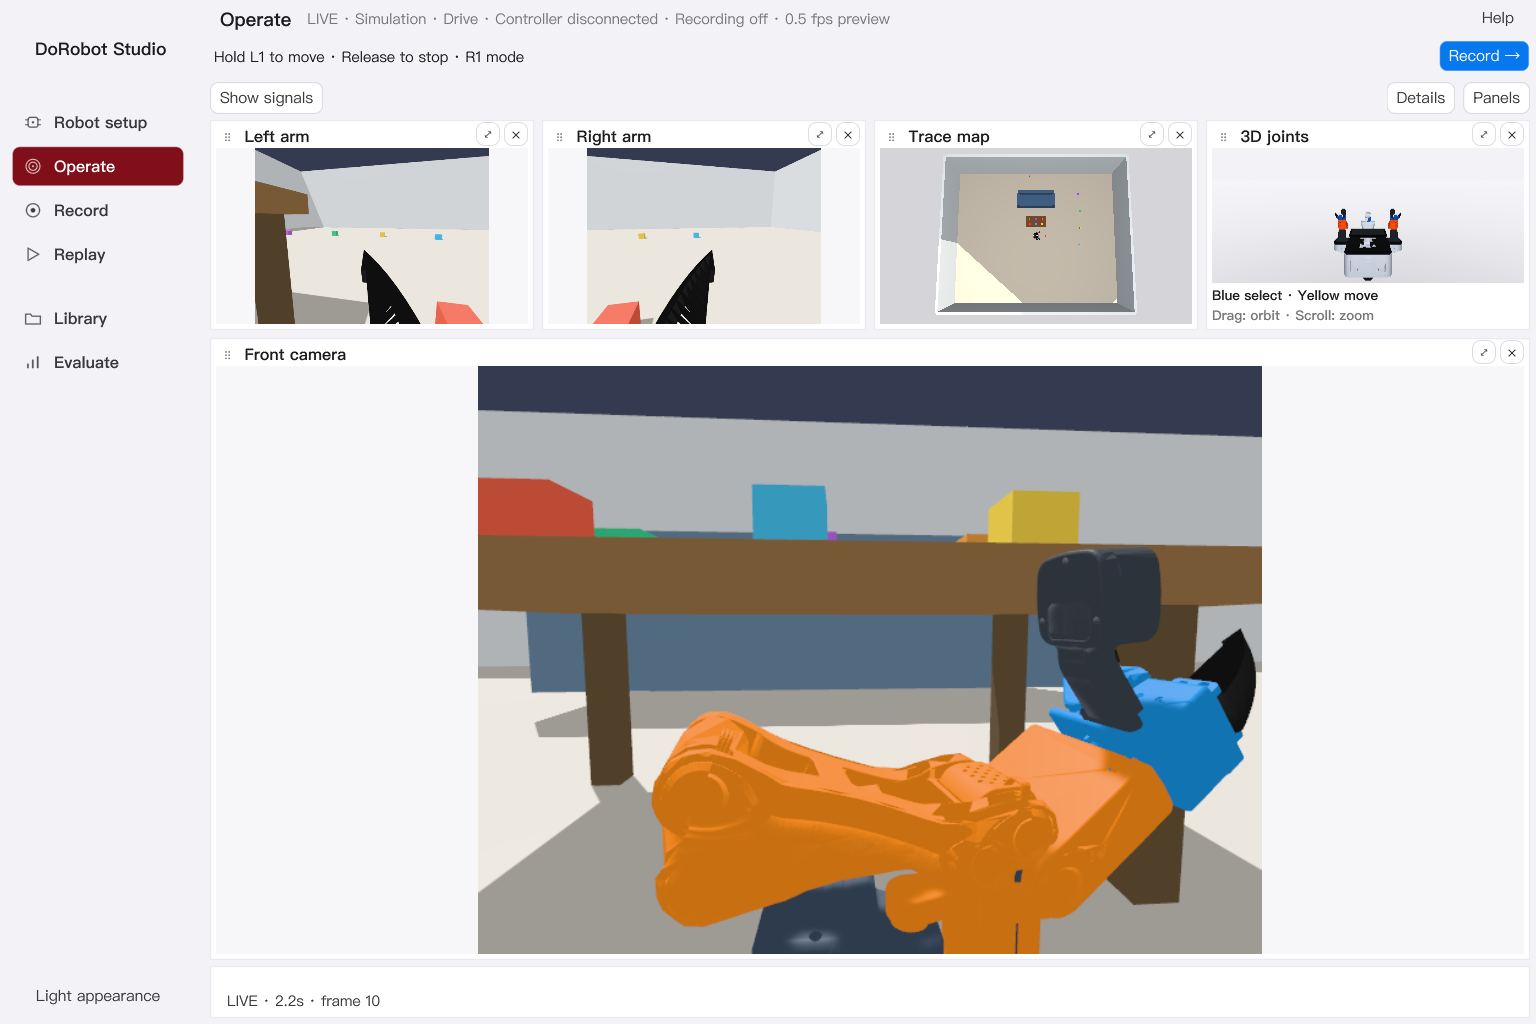 DoRobot Studio
Robot setup
Operate
Record
Replay
Library
Evaluate
Light appearance
Operate LIVE · Simulation · Drive · Controller disconnected · Recording off · 0.5 fps preview
Help
Hold L1 to move · Release to stop · R1 mode
Record →
Show signals
Details
Panels
Left arm
Right arm
Trace map
3D joints
Blue select · Yellow move
Drag: orbit · Scroll: zoom
Front camera
LIVE · 2.2s · frame 10